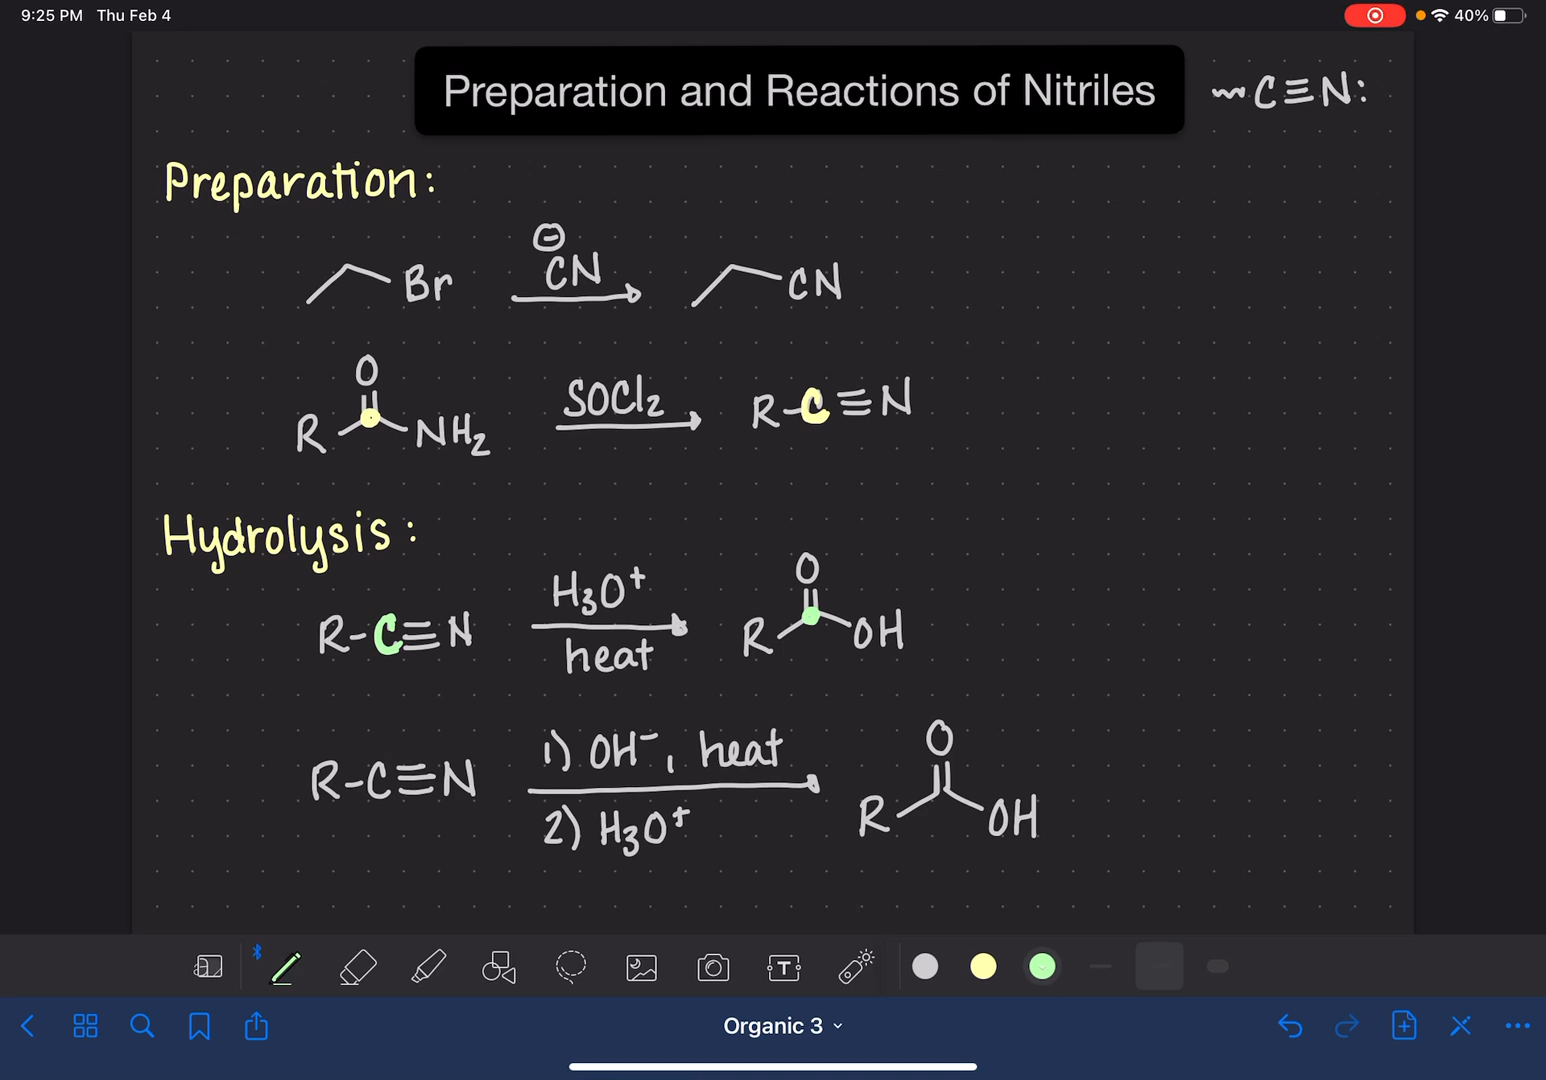 9:25 PM Thu Feb 4 40%
Preparation and Reactions of Nitriles ~C≡N:
Preparation:
Br ⊖CN CN
O
R NH₂ SOCl₂ R-C≡N
Hydrolysis:
R-C≡N H₃O⁺ heat O R OH
R-C≡N 1) OH⁻, heat 2) H₃O⁺ O R OH
T
Organic 3